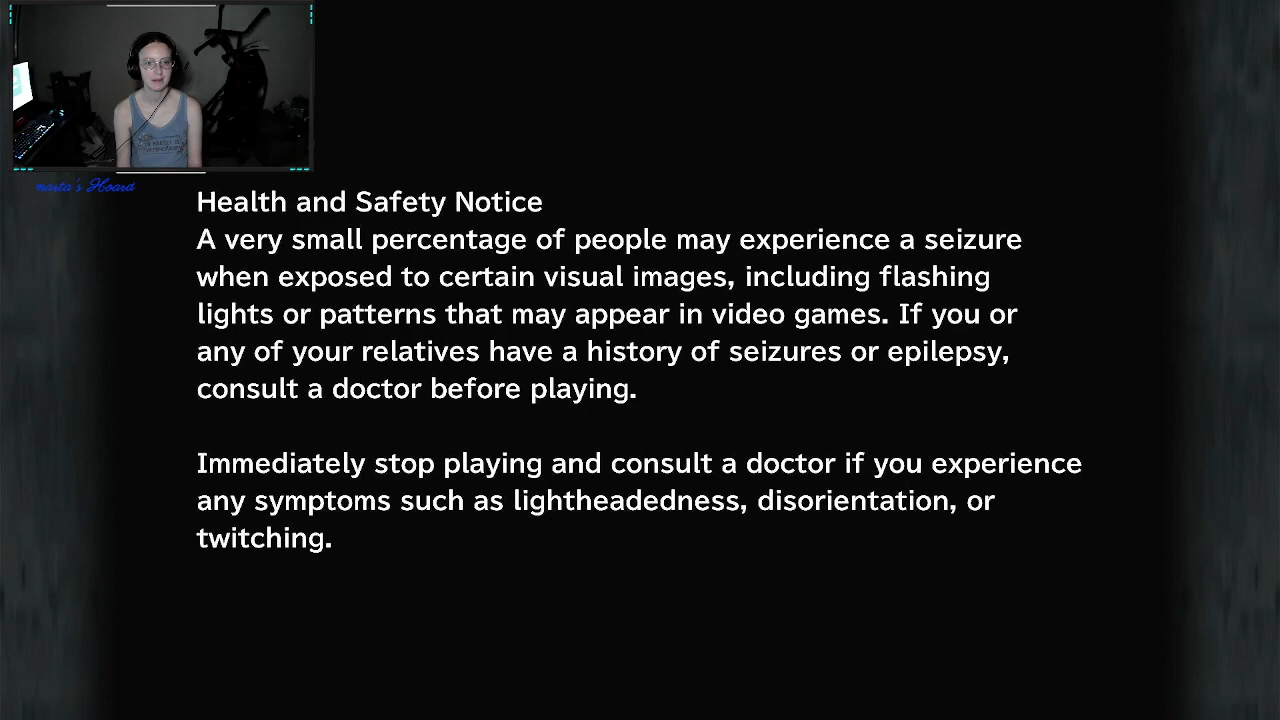 Health and Safety Notice
A very small percentage of people may experience a seizure
when exposed to certain visual images, including flashing
lights or patterns that may appear in video games. If you or
any of your relatives have a history of seizures or epilepsy,
consult a doctor before playing.
Immediately stop playing and consult a doctor if you experience
any symptoms such as lightheadedness, disorientation, or
twitching.